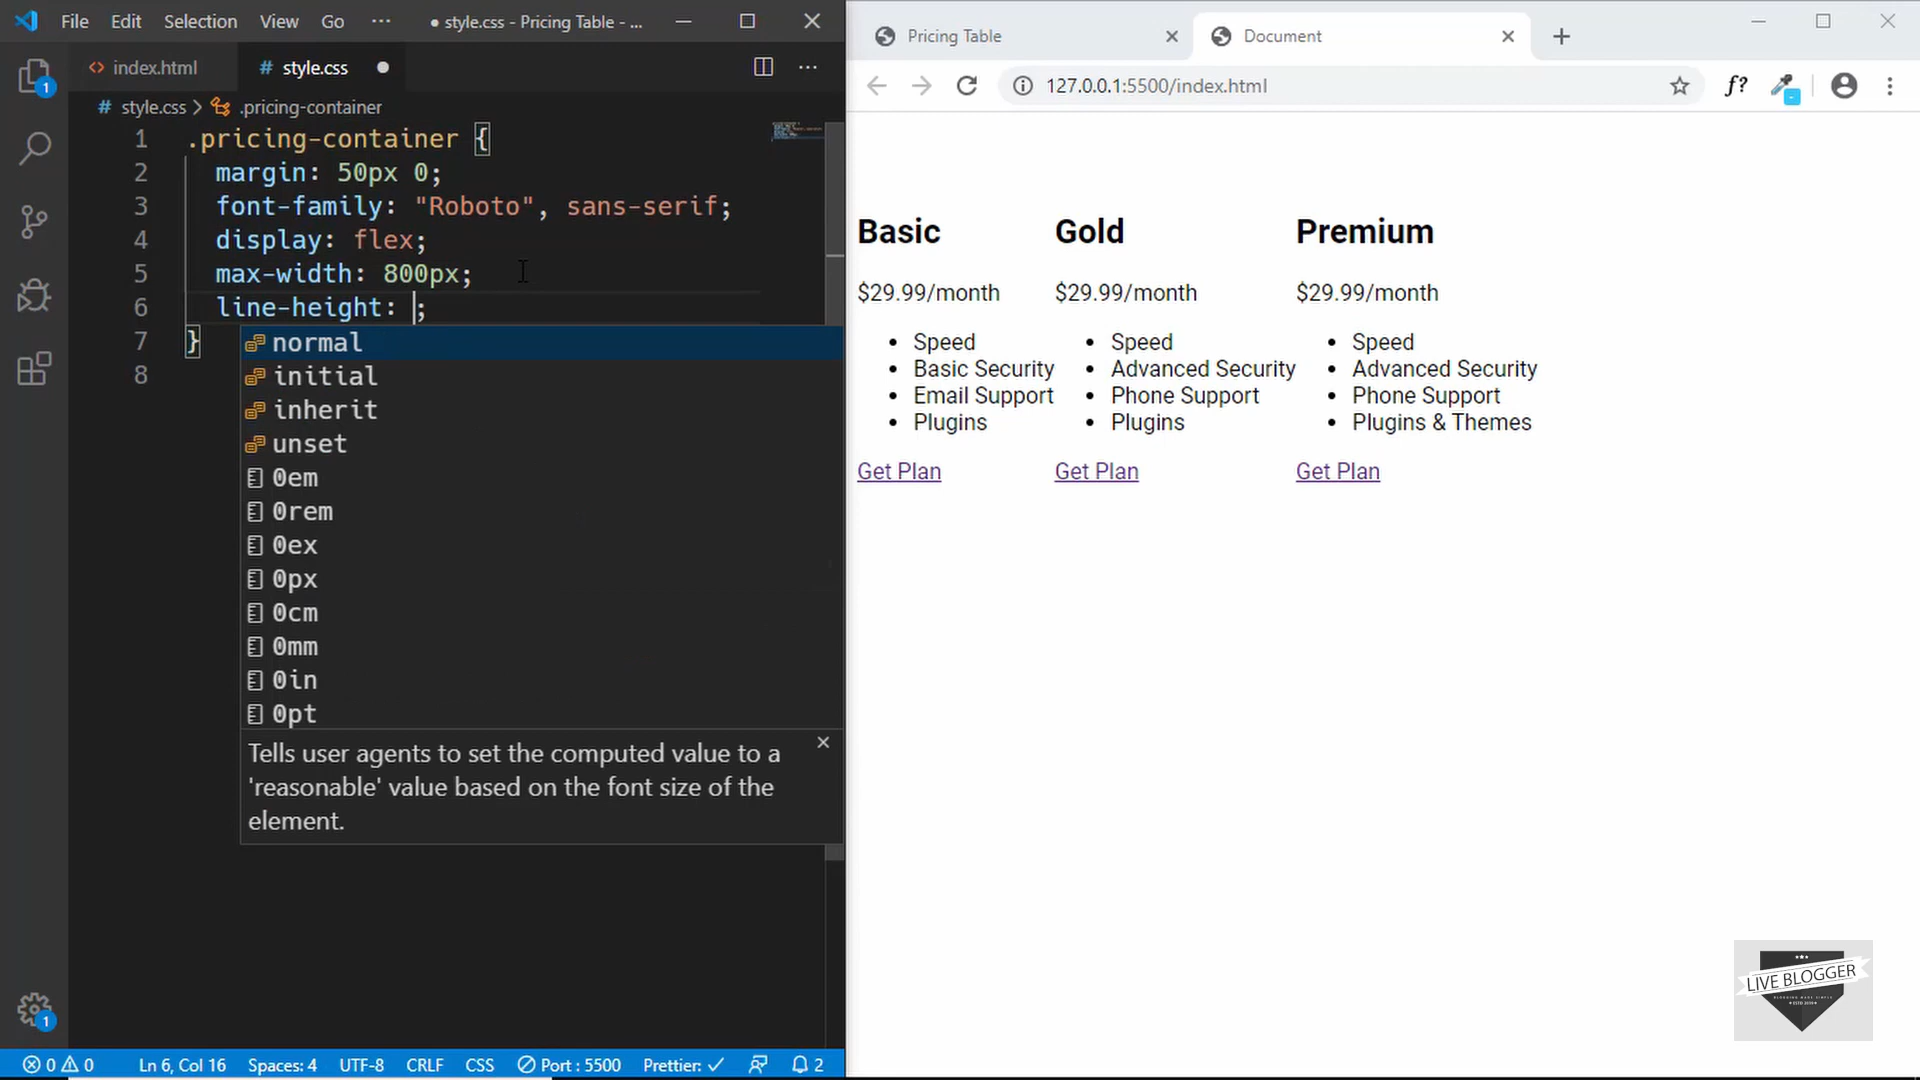 File Edit Selection View Go ··· ● style.css - Pricing Table - ...
index.html
# style.css
# style.css > .pricing-container
1 .pricing-container {
2 margin: 50px 0;
3 font-family: "Roboto", sans-serif;
4 display: flex;
5 max-width: 800px;
6 line-height: ;
7 }
8
normal
initial
inherit
unset
0em
0rem
0ex
0px
0cm
0mm
0in
0pt
Tells user agents to set the computed value to a
'reasonable' value based on the font size of the
element.
1
1
0 0 Ln 6, Col 16 Spaces: 4 UTF-8 CRLF CSS Port : 5500 Prettier: ✓ 2
Pricing Table
Document
127.0.0.1:5500/index.html
f?
Basic
$29.99/month
• Speed
• Basic Security
• Email Support
• Plugins
Get Plan
Gold
$29.99/month
• Speed
• Advanced Security
• Phone Support
• Plugins
Get Plan
Premium
$29.99/month
• Speed
• Advanced Security
• Phone Support
• Plugins & Themes
Get Plan
LIVE BLOGGER